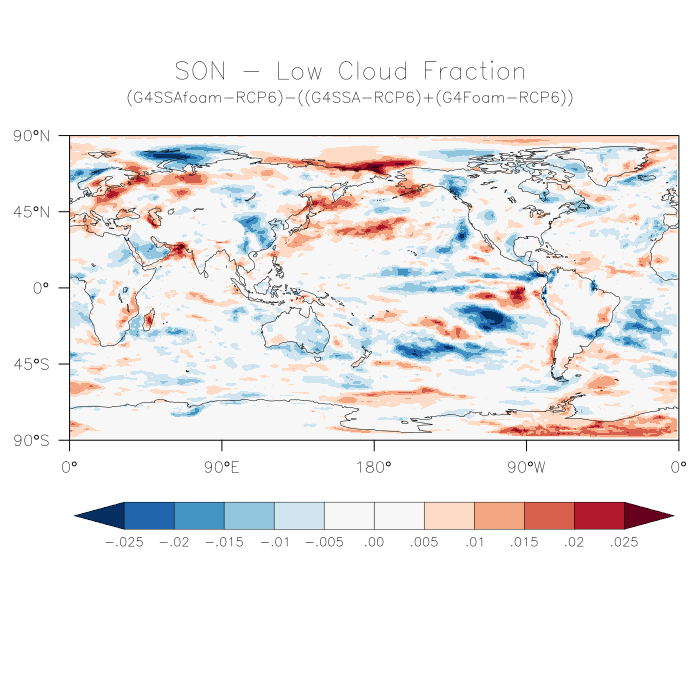 SON − Low Cloud Fraction
(G4SSAfoam−RCP6)−((G4SSA−RCP6)+(G4Foam−RCP6))
90°N
45°N
0°
45°S
90°S
0° 90°E 180° 90°W 0°
−.025 −.02 −.015 −.01 −.005 .00 .005 .01 .015 .02 .025